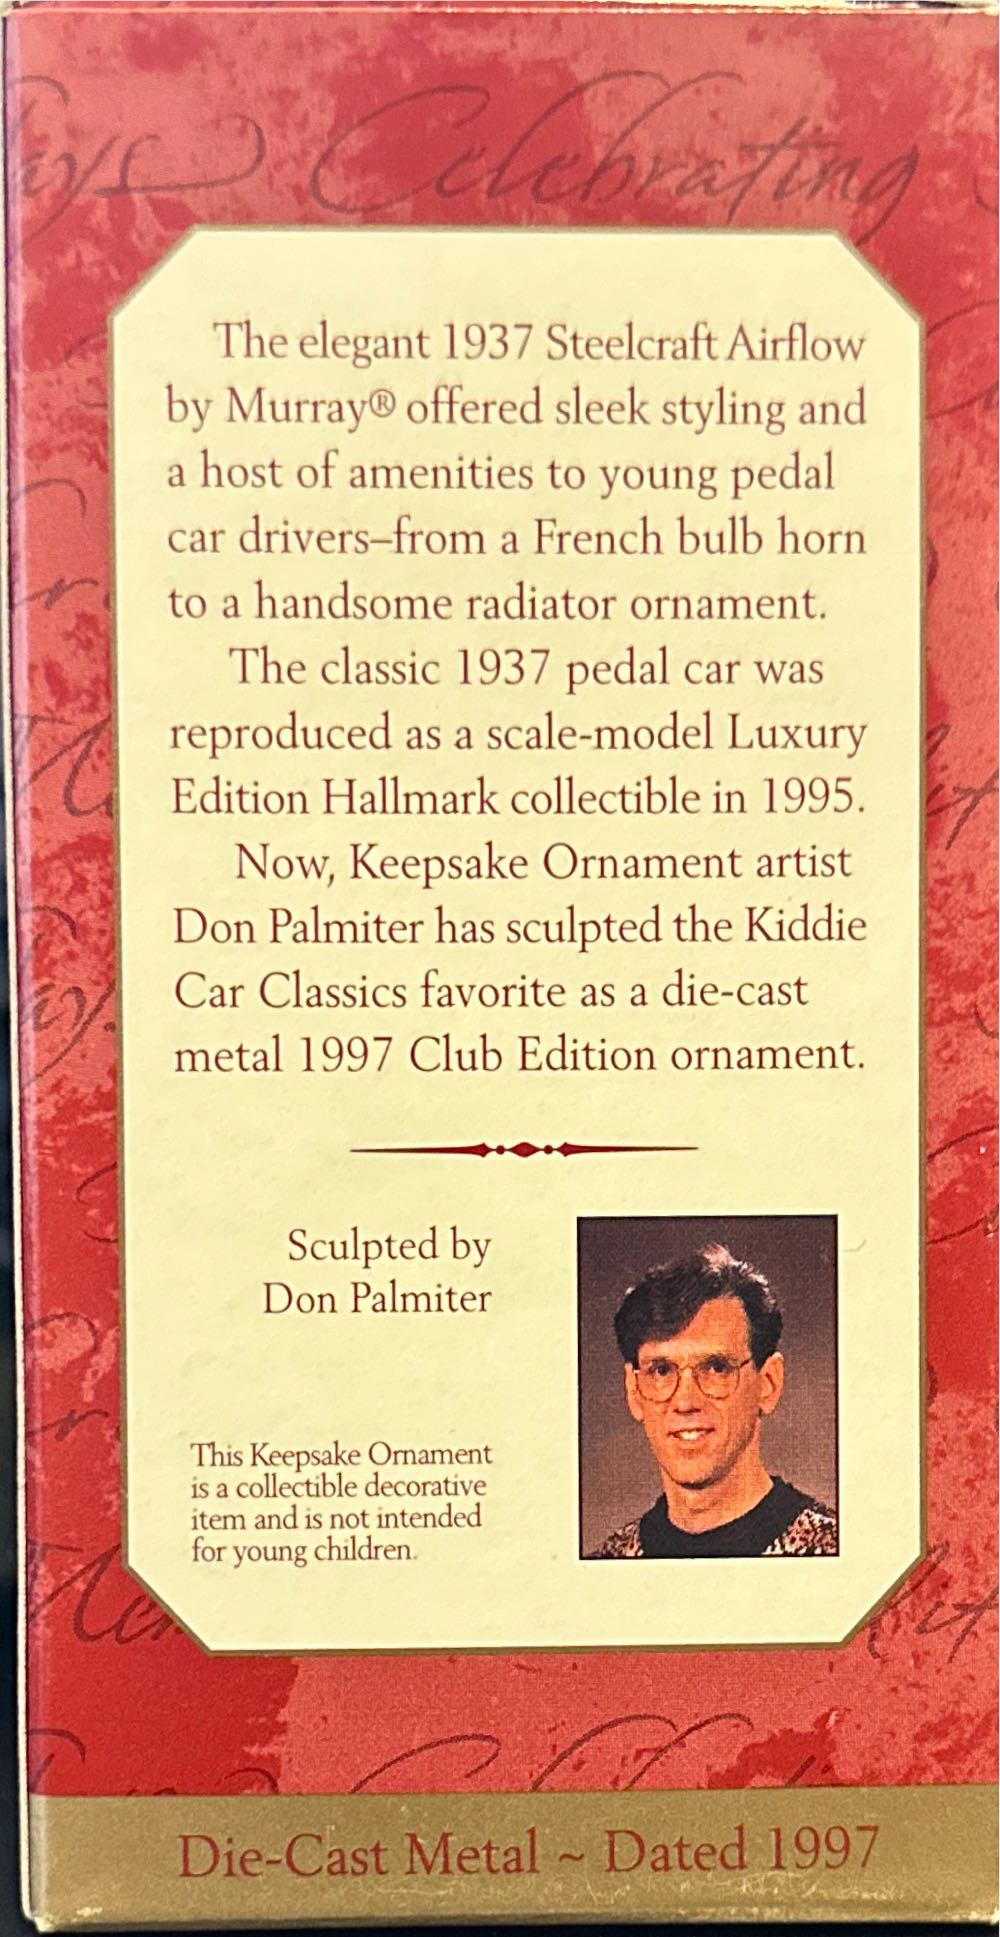 ays Celebrating
The elegant 1937 Steelcraft Airflow
by Murray® offered sleek styling and
a host of amenities to young pedal
car drivers–from a French bulb horn
to a handsome radiator ornament.
The classic 1937 pedal car was
reproduced as a scale-model Luxury
Edition Hallmark collectible in 1995.
Now, Keepsake Ornament artist
Don Palmiter has sculpted the Kiddie
Car Classics favorite as a die-cast
metal 1997 Club Edition ornament.
Sculpted by
Don Palmiter
This Keepsake Ornament
is a collectible decorative
item and is not intended
for young children.
Die-Cast Metal ~ Dated 1997